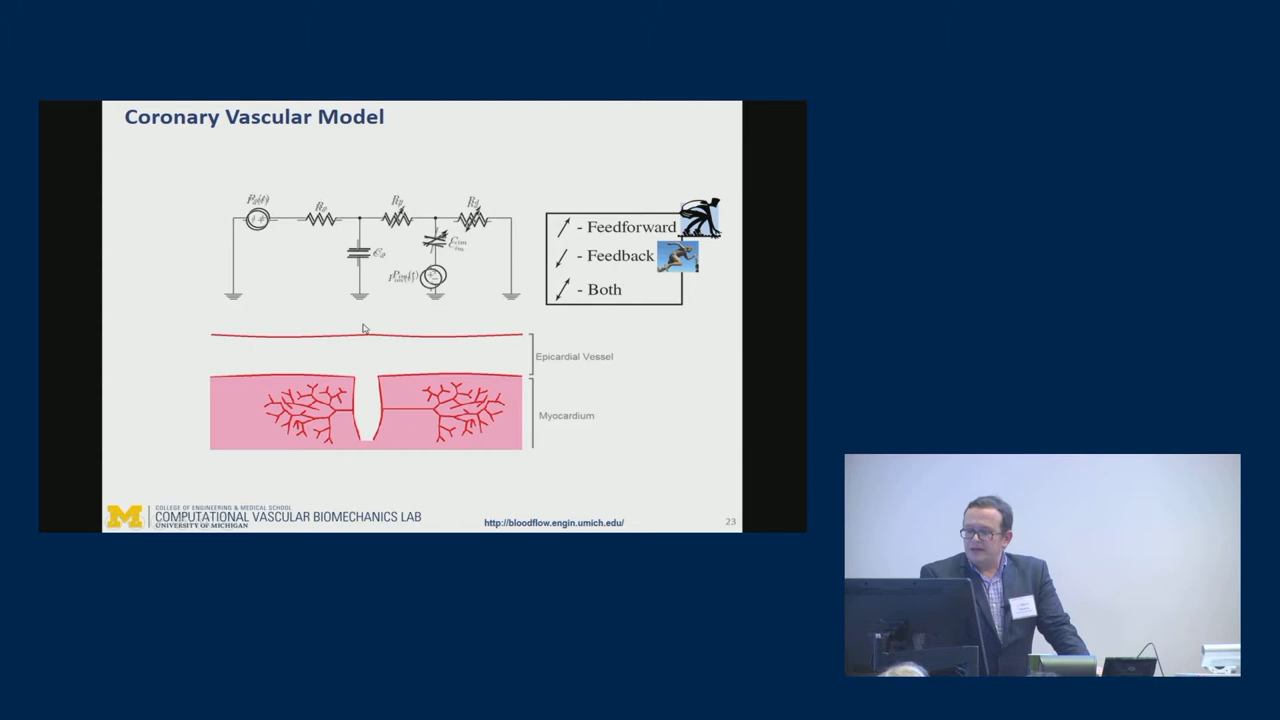 Coronary Vascular Model
- Feedforward
- Feedback
- Both
Epicardial Vessel
Myocardium
M
COLLEGE OF ENGINEERING & MEDICAL SCHOOL
COMPUTATIONAL VASCULAR BIOMECHANICS LAB
UNIVERSITY OF MICHIGAN
http://bloodflow.engin.umich.edu/
23